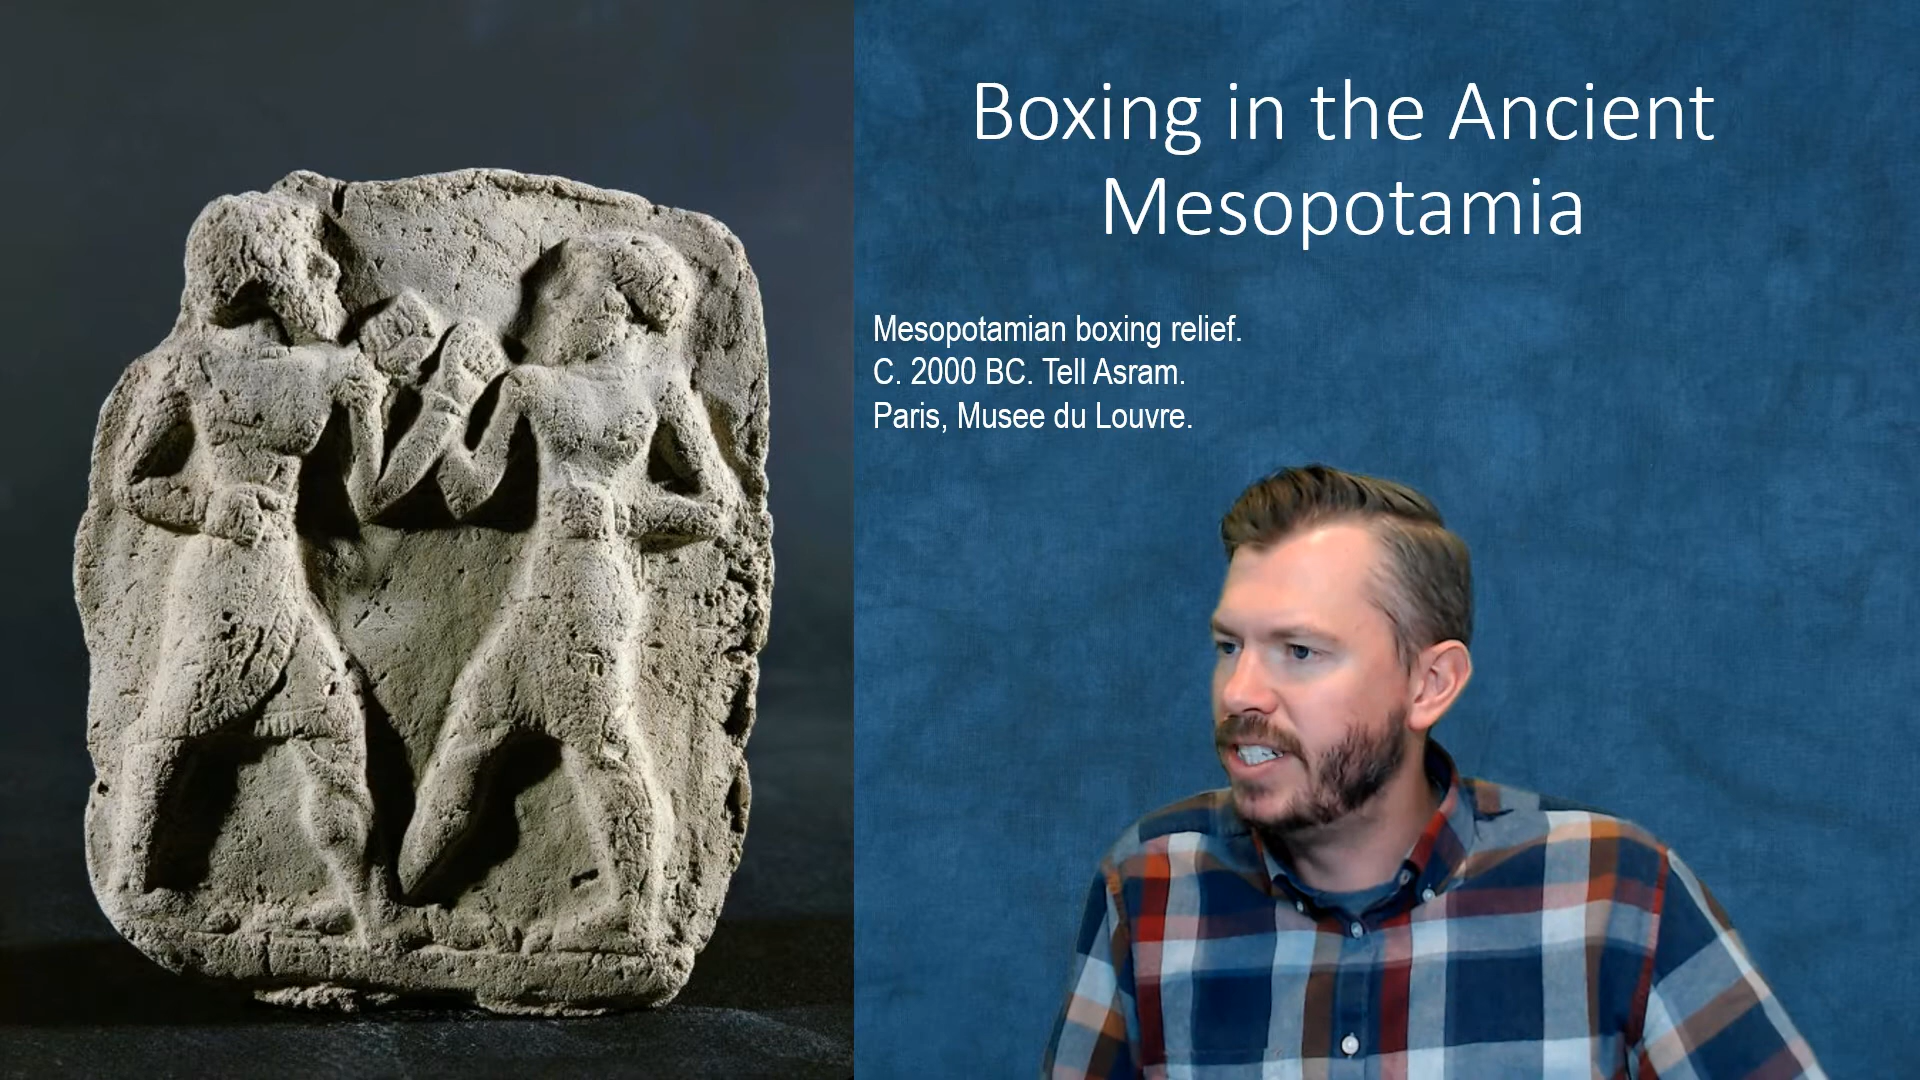 Boxing in the Ancient
Mesopotamia
Mesopotamian boxing relief.
C. 2000 BC. Tell Asram.
Paris, Musee du Louvre.